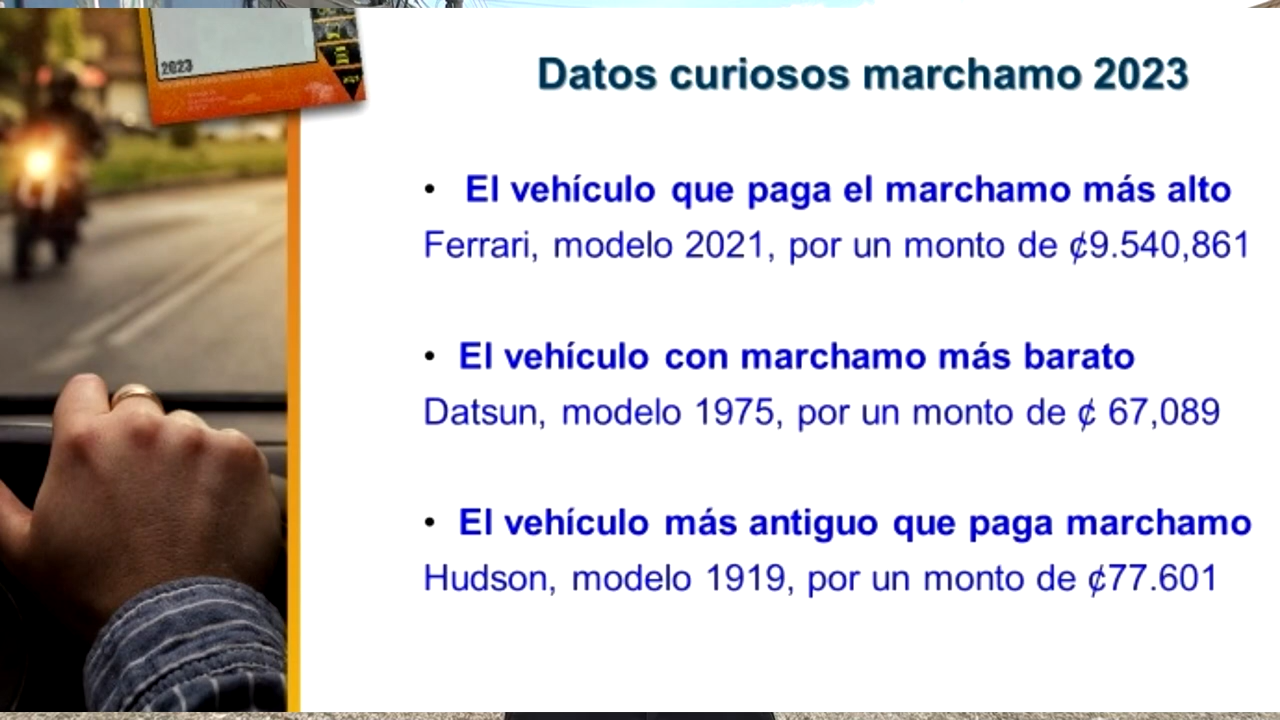 2023
Datos curiosos marchamo 2023
• El vehículo que paga el marchamo más alto
Ferrari, modelo 2021, por un monto de ₡9.540,861
• El vehículo con marchamo más barato
Datsun, modelo 1975, por un monto de ₡ 67,089
• El vehículo más antiguo que paga marchamo
Hudson, modelo 1919, por un monto de ₡77.601